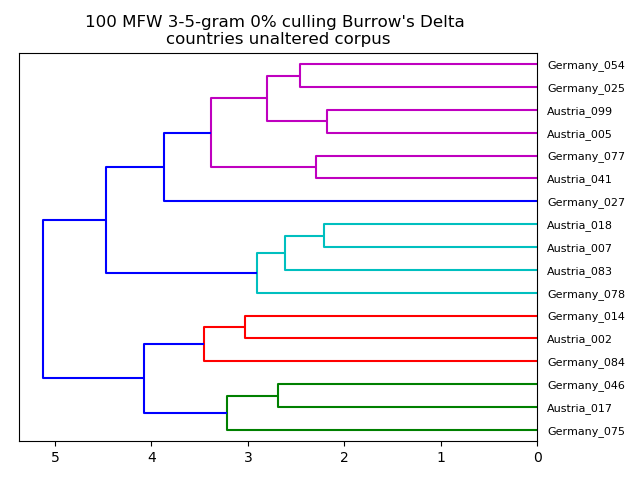 100 MFW 3-5-gram 0% culling Burrow's Delta
countries unaltered corpus
Germany_054
Germany_025
Austria_099
Austria_005
Germany_077
Austria_041
Germany_027
Austria_018
Austria_007
Austria_083
Germany_078
Germany_014
Austria_002
Germany_084
Germany_046
Austria_017
Germany_075
5 4 3 2 1 0